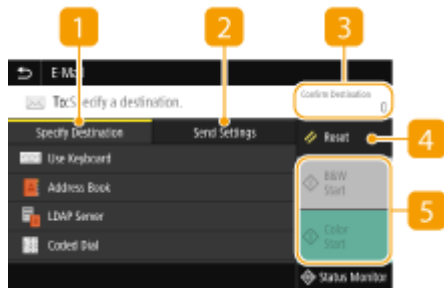 1
2
3
E-Mail
To: Specify a destination.
Confirm Destination
0
Specify Destination
Send Settings
Reset
4
Use Keyboard
Address Book
B&W
Start
5
LDAP Server
Color
Start
Coded Dial
Status Monitor